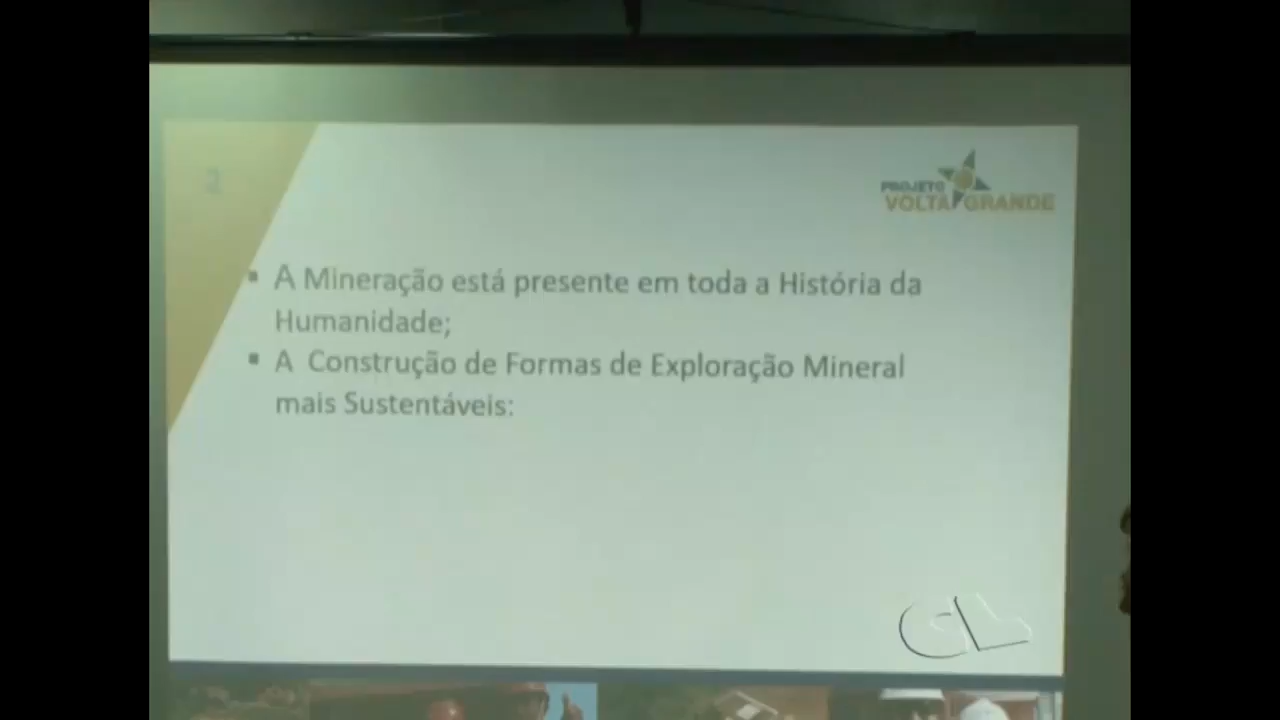 2
PROJETO
VOLTA GRANDE
▪ A Mineração está presente em toda a História da
Humanidade;
▪ A Construção de Formas de Exploração Mineral
mais Sustentáveis: